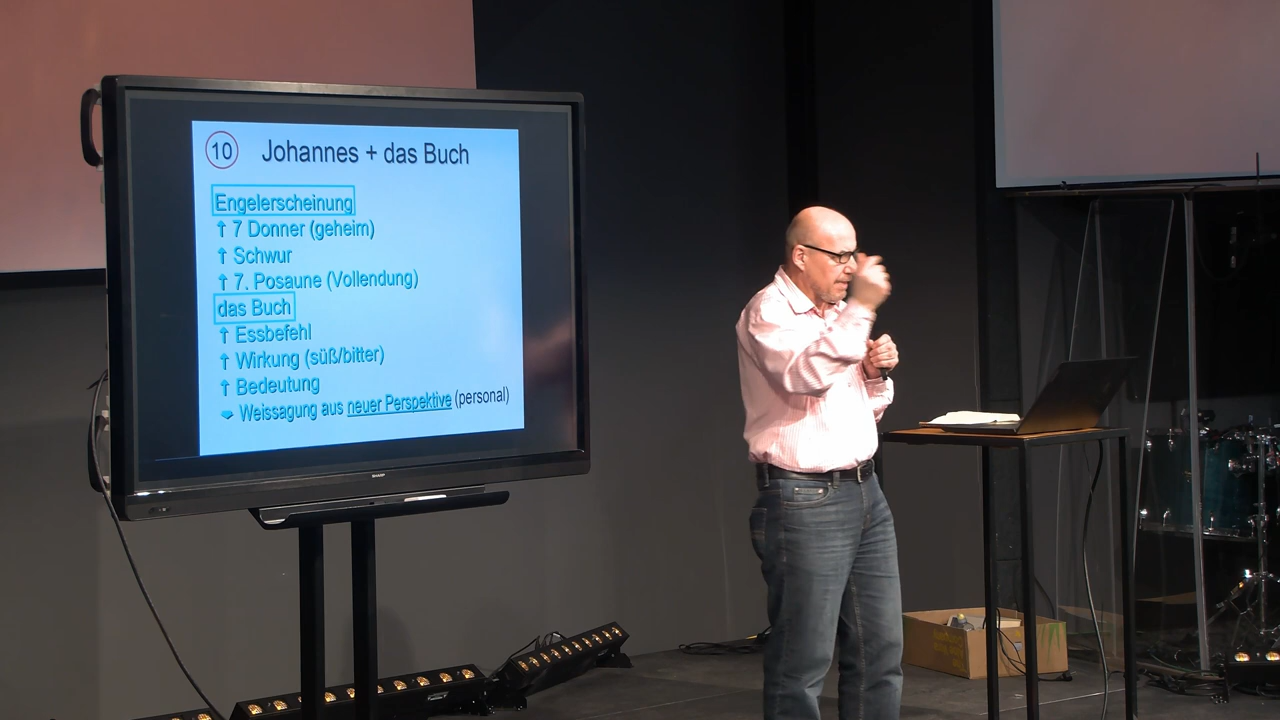 10 Johannes + das Buch
Engelerscheinung
↑ 7 Donner (geheim)
↑ Schwur
↑ 7. Posaune (Vollendung)
das Buch
↑ Essbefehl
↑ Wirkung (süß/bitter)
↑ Bedeutung
➥ Weissagung aus neuer Perspektive (personal)
SHARP